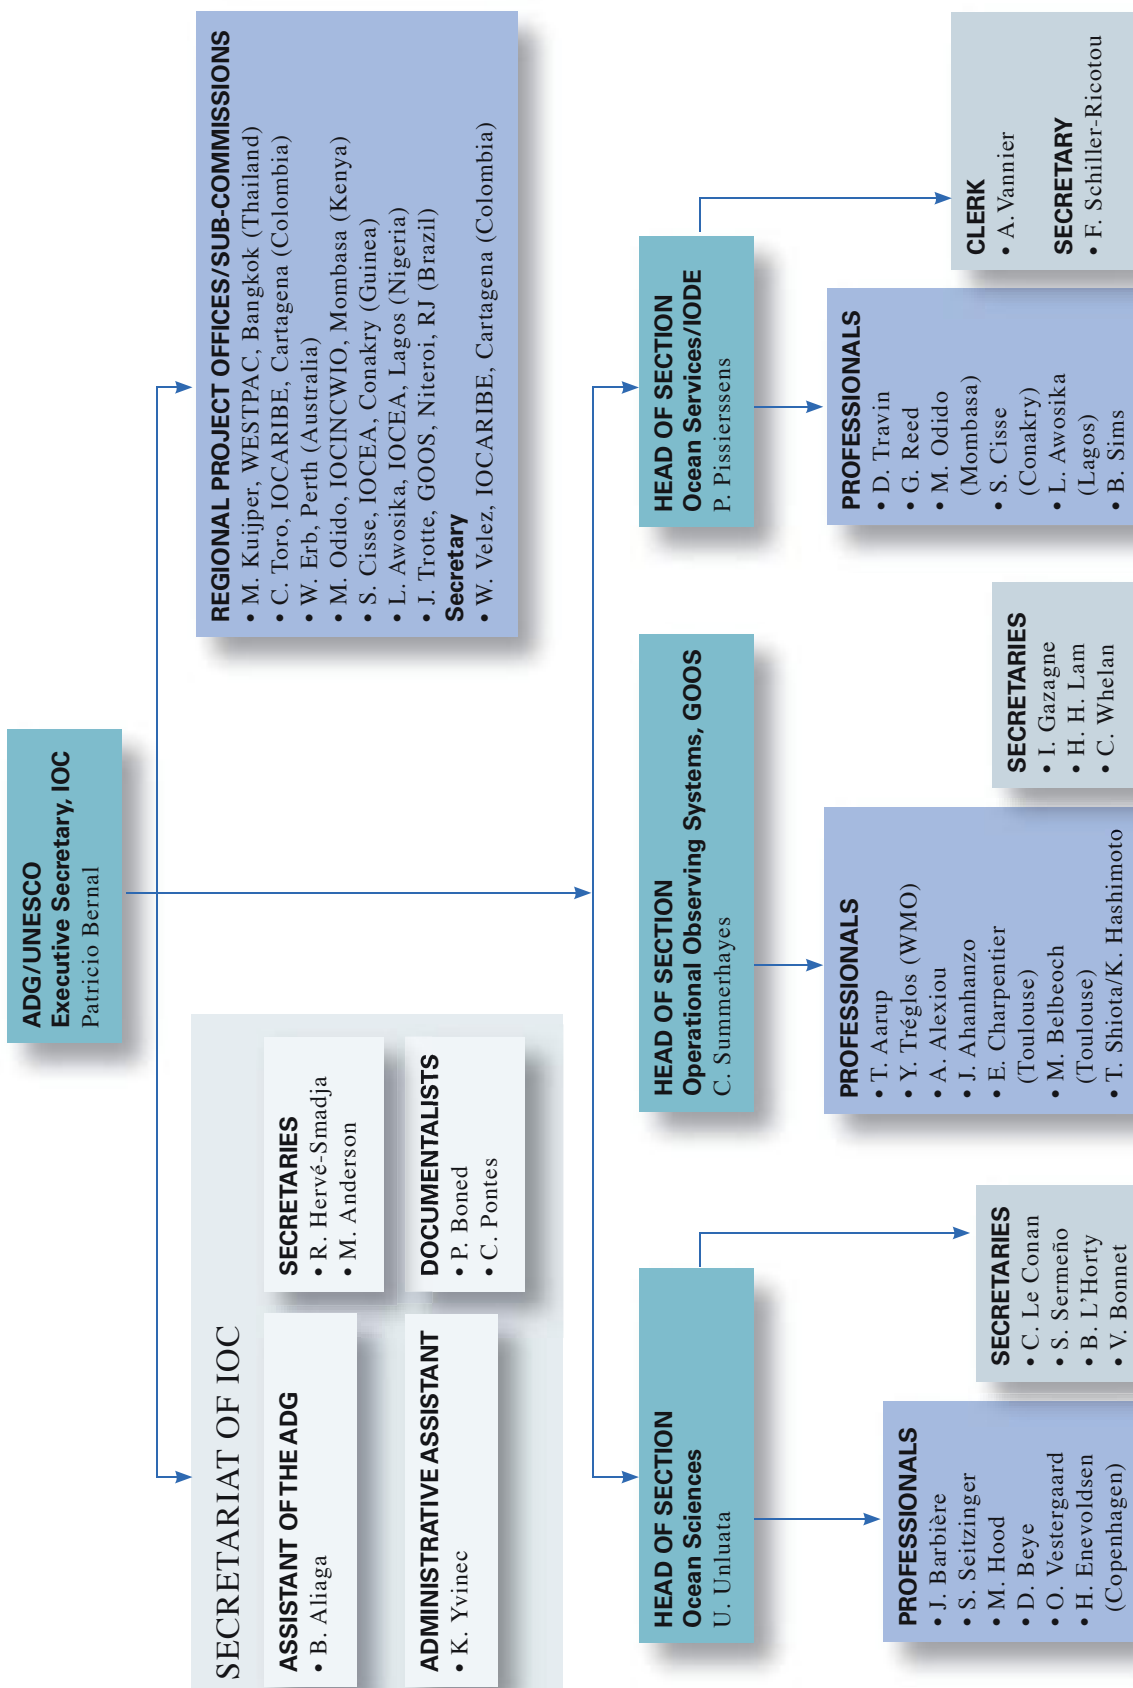 ADG/UNESCO
Executive Secretary, IOC
Patricio Bernal
SECRETARIAT OF IOC
ASSISTANT OF THE ADG
• B. Aliaga
SECRETARIES
• R. Hervé-Smadja
• M. Anderson
ADMINISTRATIVE ASSISTANT
• K. Yvinec
DOCUMENTALISTS
• P. Boned
• C. Pontes
REGIONAL PROJECT OFFICES/SUB-COMMISSIONS
• M. Kuijper, WESTPAC, Bangkok (Thailand)
• C. Toro, IOCARIBE, Cartagena (Colombia)
• W. Erb, Perth (Australia)
• M. Odido, IOCINCWIO, Mombasa (Kenya)
• S. Cisse, IOCEA, Conakry (Guinea)
• L. Awosika, IOCEA, Lagos (Nigeria)
• J. Trotte, GOOS, Niteroi, RJ (Brazil)
Secretary
• W. Velez, IOCARIBE, Cartagena (Colombia)
HEAD OF SECTION
Ocean Sciences
U. Unluata
PROFESSIONALS
• J. Barbière
• S. Seitzinger
• M. Hood
• D. Beye
• O. Vestergaard
• H. Enevoldsen
(Copenhagen)
SECRETARIES
• C. Le Conan
• S. Sermeño
• B. L’Horty
• V. Bonnet
HEAD OF SECTION
Operational Observing Systems, GOOS
C. Summerhayes
PROFESSIONALS
• T. Aarup
• Y. Tréglos (WMO)
• A. Alexiou
• J. Ahanhanzo
• E. Charpentier
(Toulouse)
• M. Belbeoch
(Toulouse)
• T. Shiota/K. Hashimoto
SECRETARIES
• I. Gazagne
• H. H. Lam
• C. Whelan
HEAD OF SECTION
Ocean Services/IODE
P. Pissierssens
PROFESSIONALS
• D. Travin
• G. Reed
• M. Odido
(Mombasa)
• S. Cisse
(Conakry)
• L. Awosika
(Lagos)
• B. Sims
CLERK
• A. Vannier
SECRETARY
• F. Schiller-Ricotou